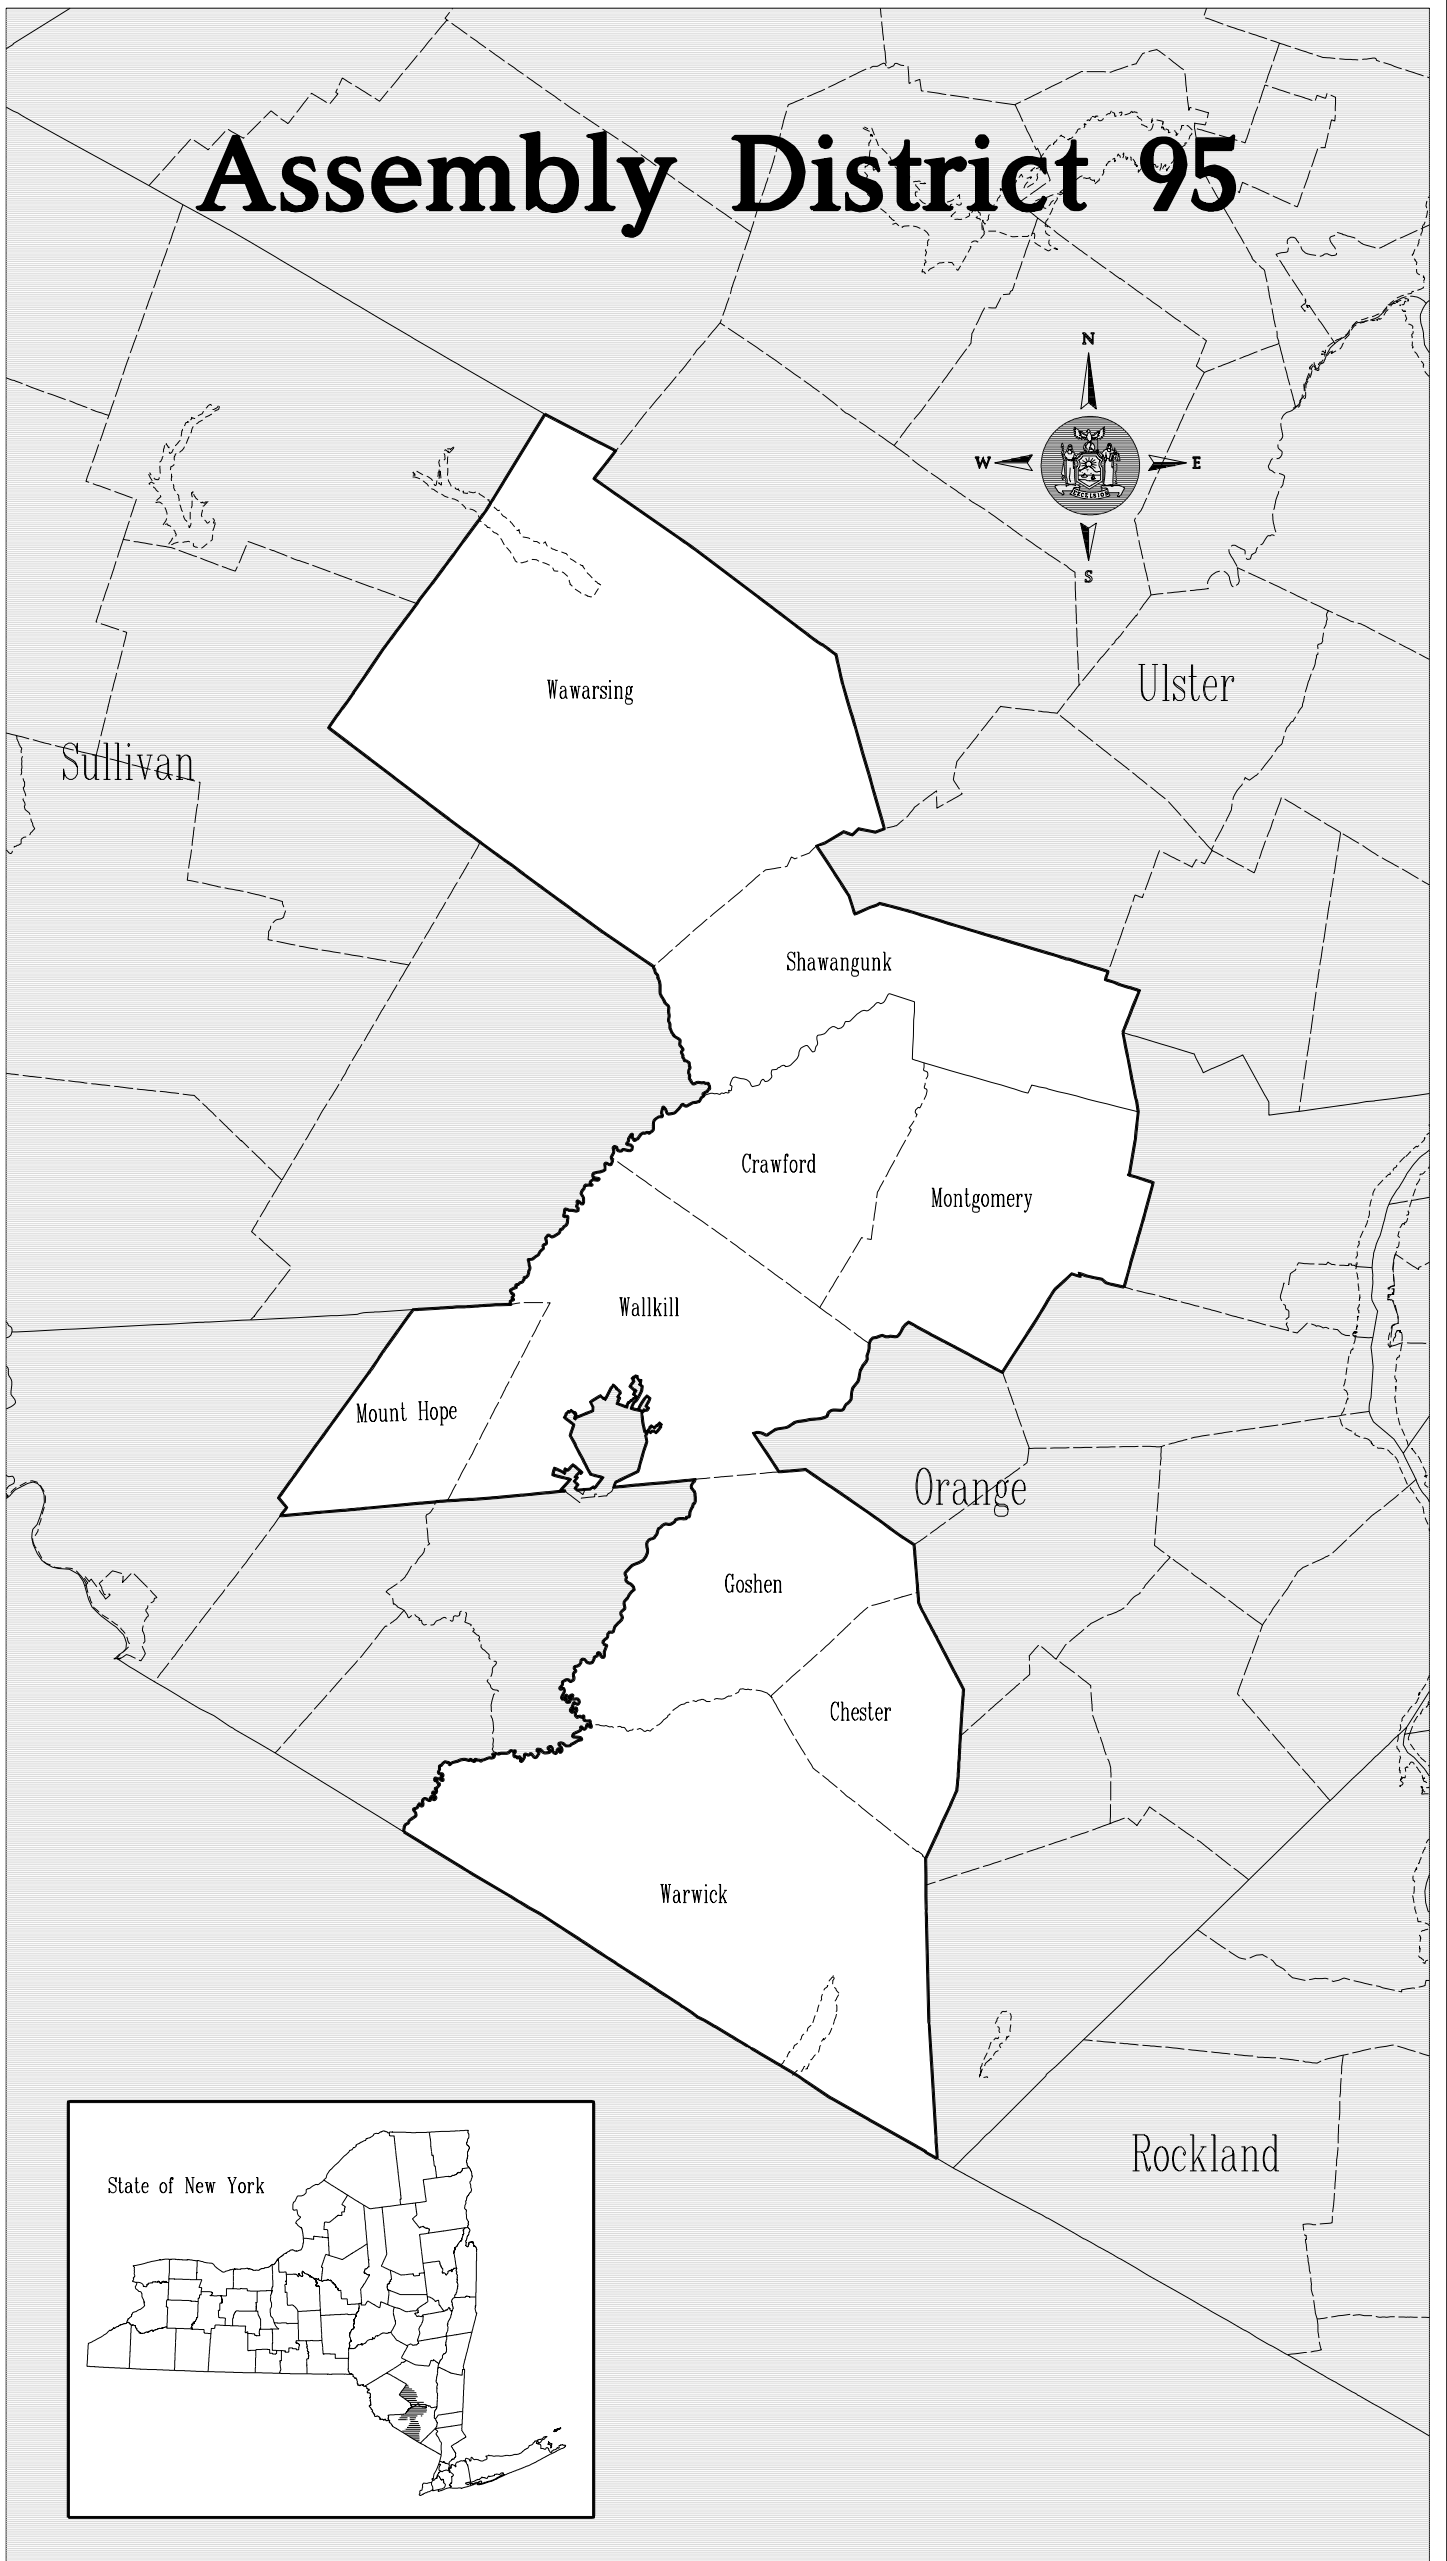 Assembly District 95
N
W
E
EXCELSIOR
S
Ulster
Wawarsing
Sullivan
Shawangunk
Crawford
Montgomery
Wallkill
Mount Hope
Orange
Goshen
Chester
Warwick
Rockland
State of New York